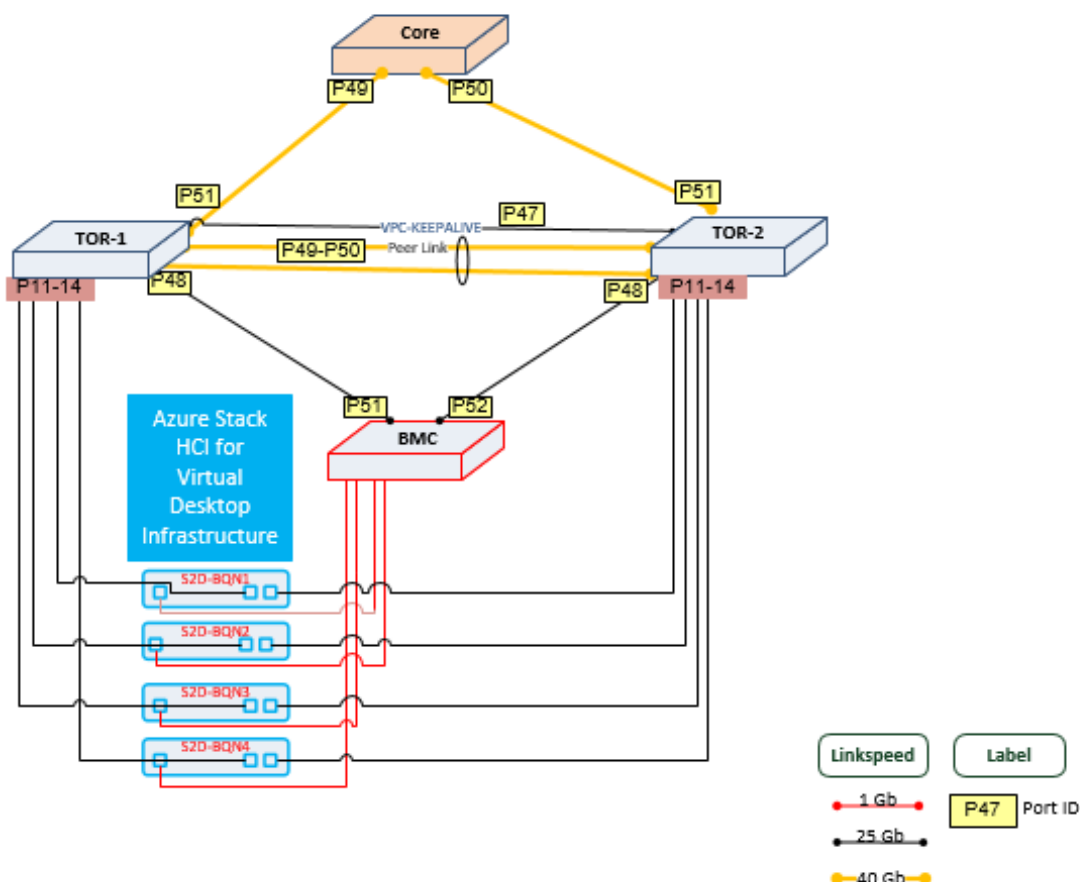 Core
P49
P50
P51
P51
P47
VPC-KEEPALIVE
TOR-1
TOR-2
P49-P50
Peer Link
P11-14
P48
P48
P11-14
P51
P52
BMC
Azure Stack
HCI for
Virtual
Desktop
Infrastructure
S2D-BQN1
S2D-BQN2
S2D-BQN3
S2D-BQN4
Linkspeed
Label
1 Gb
P47
Port ID
25 Gb
40 Gb